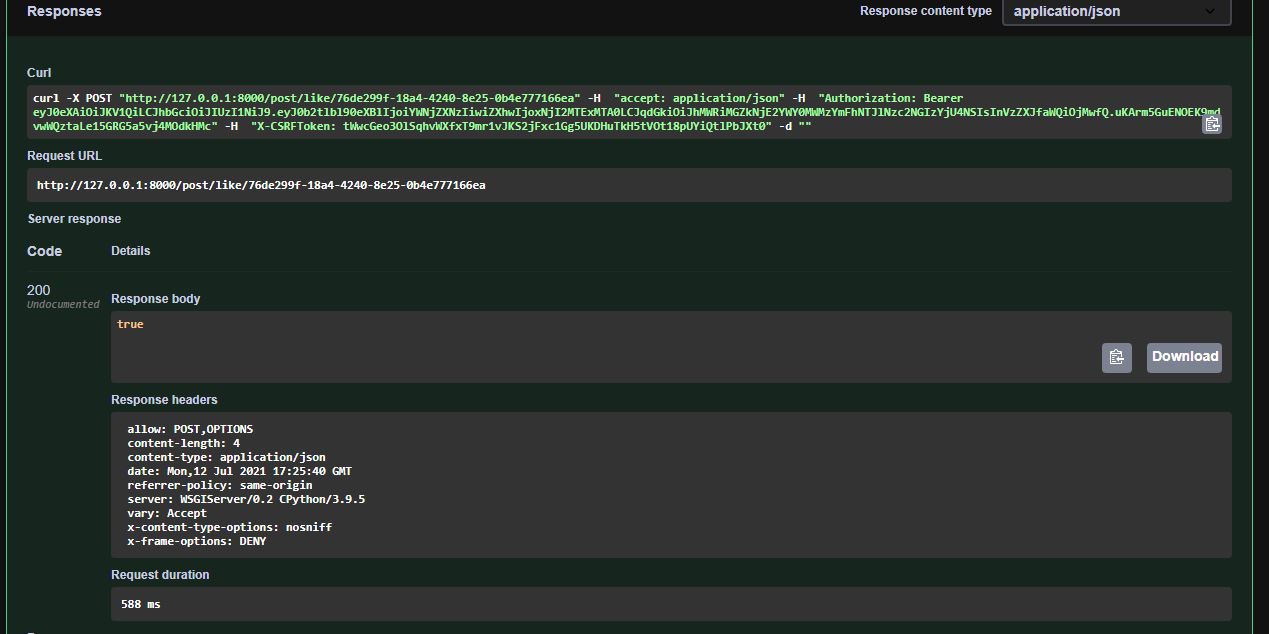 Responses
Response content type
application/json
Curl
curl -X POST "http://127.0.0.1:8000/post/like/76de299f-18a4-4240-8e25-0b4e777166ea" -H  "accept: application/json" -H  "Authorization: Bearer
eyJ0eXAiOiJKV1QiLCJhbGciOiJIUzI1NiJ9.eyJ0b2tlbl90eXBlIjoiYWNjZXNzIiwiZXhwIjoxNjI2MTExMTA0LCJqdGkiOiJhMWRiMGZkNjE2YWY0MWMzYmFhNTJlNzc2NGIzYjU4NSIsInVzZXJfaWQiOjMwfQ.uKArm5GuENOEK9md
vwWQztaLe15GRG5a5vj4MOdkHMc" -H  "X-CSRFToken: tWwcGeo3Ol5qhvWXfxT9mr1vJKS2jFxc1Gg5UKDHuTkH5tVOt18pUYiQtlPbJXt0" -d ""
Request URL
http://127.0.0.1:8000/post/like/76de299f-18a4-4240-8e25-0b4e777166ea
Server response
Code
Details
200
Undocumented
Response body
true
Download
Response headers
allow: POST,OPTIONS
content-length: 4
content-type: application/json
date: Mon,12 Jul 2021 17:25:40 GMT
referrer-policy: same-origin
server: WSGIServer/0.2 CPython/3.9.5
vary: Accept
x-content-type-options: nosniff
x-frame-options: DENY
Request duration
588 ms